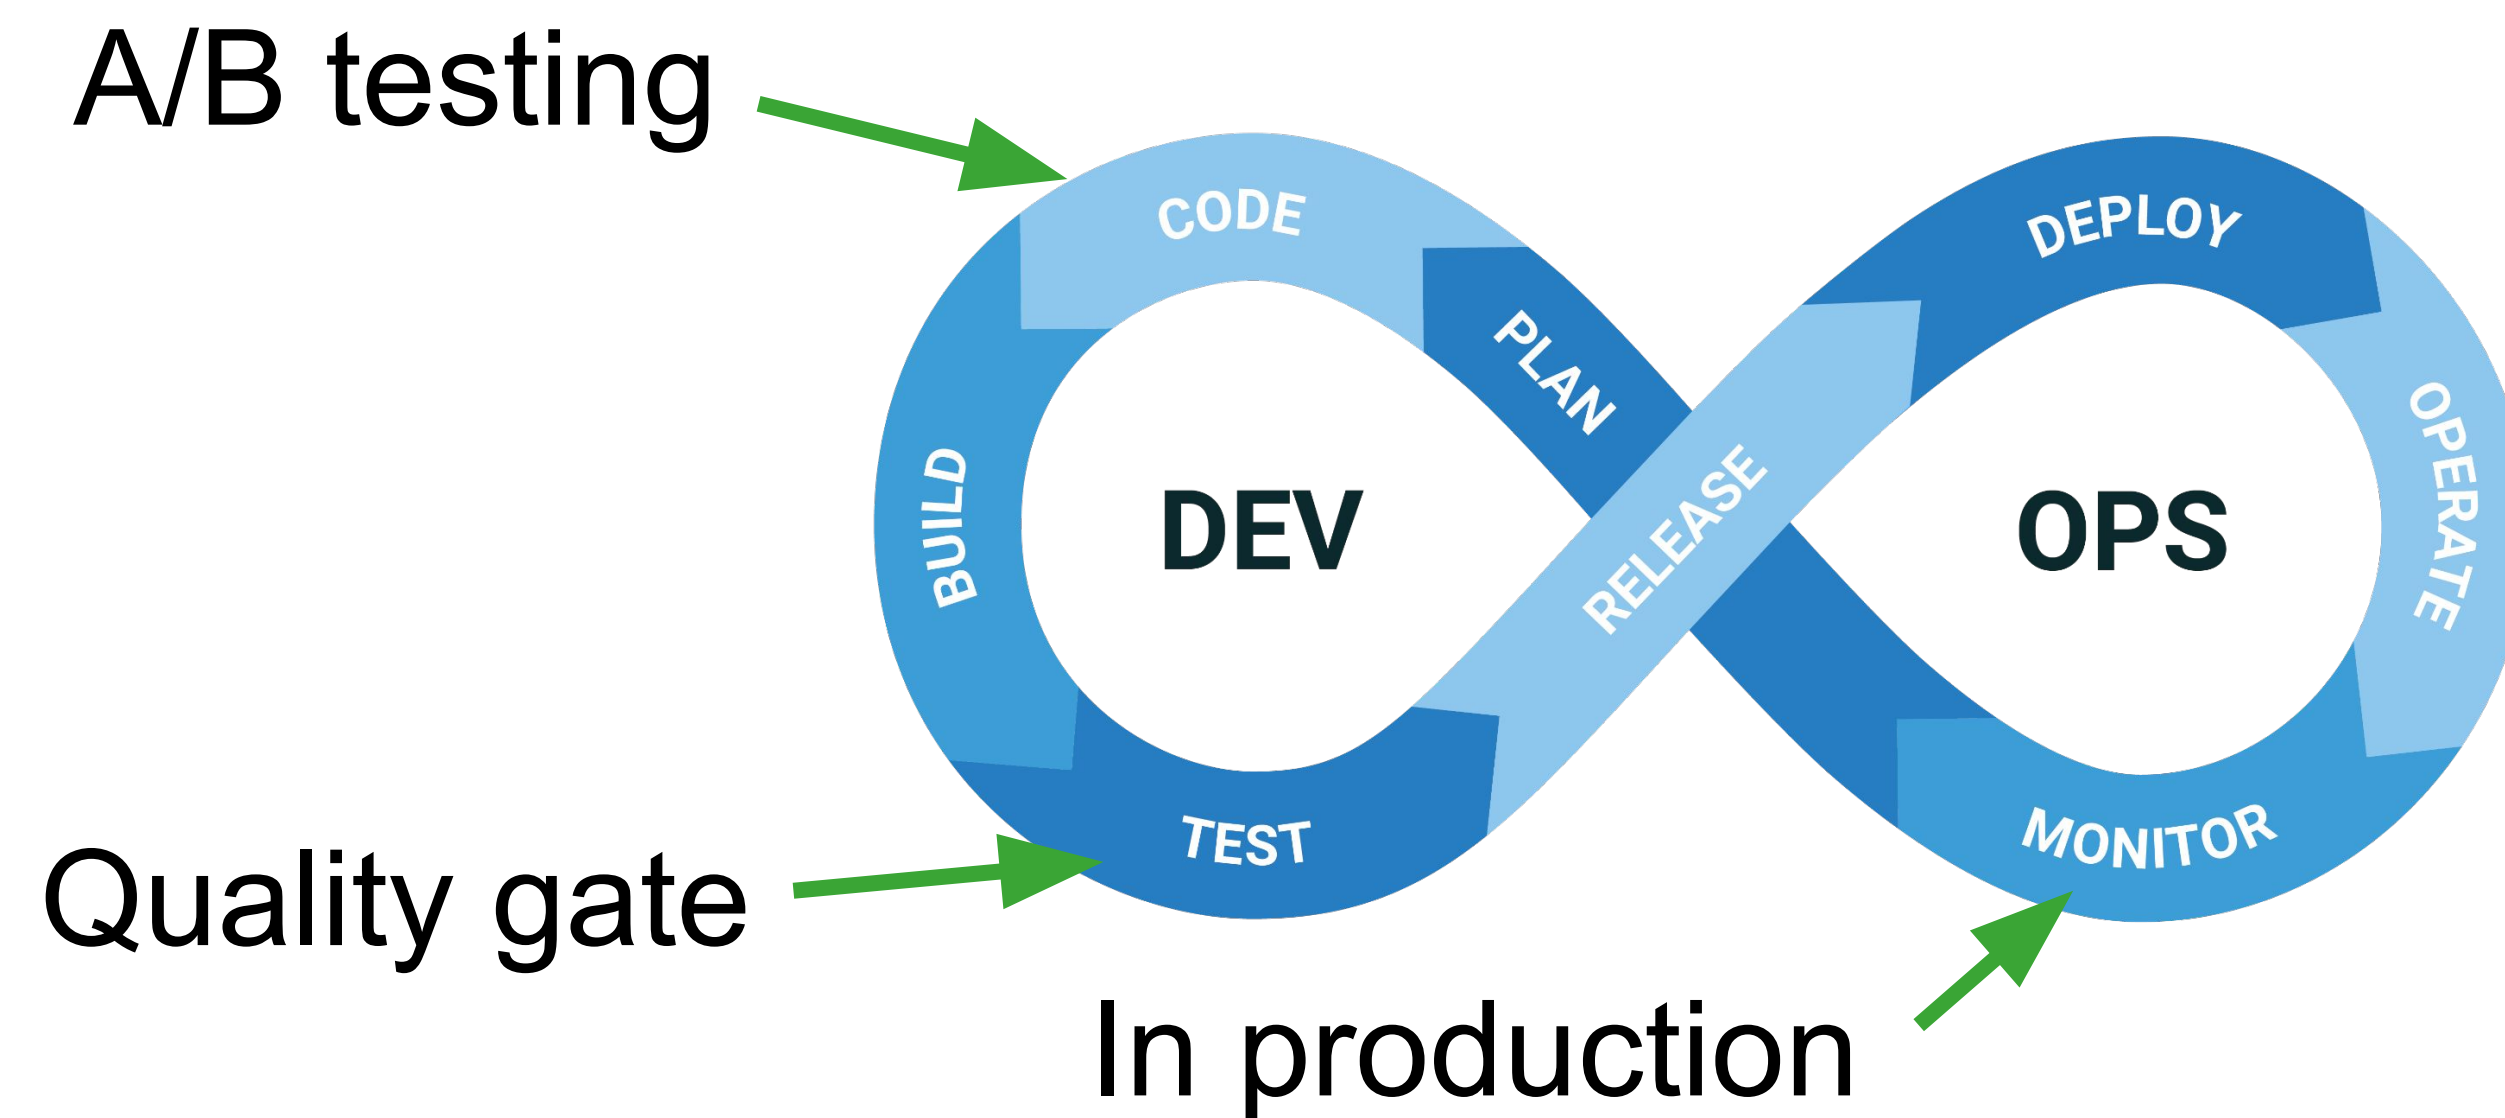 A/B testing
CODE
DEPLOY
PLAN
OPERATE
BUILD
DEV
RELEASE
OPS
TEST
MONITOR
Quality gate
In production